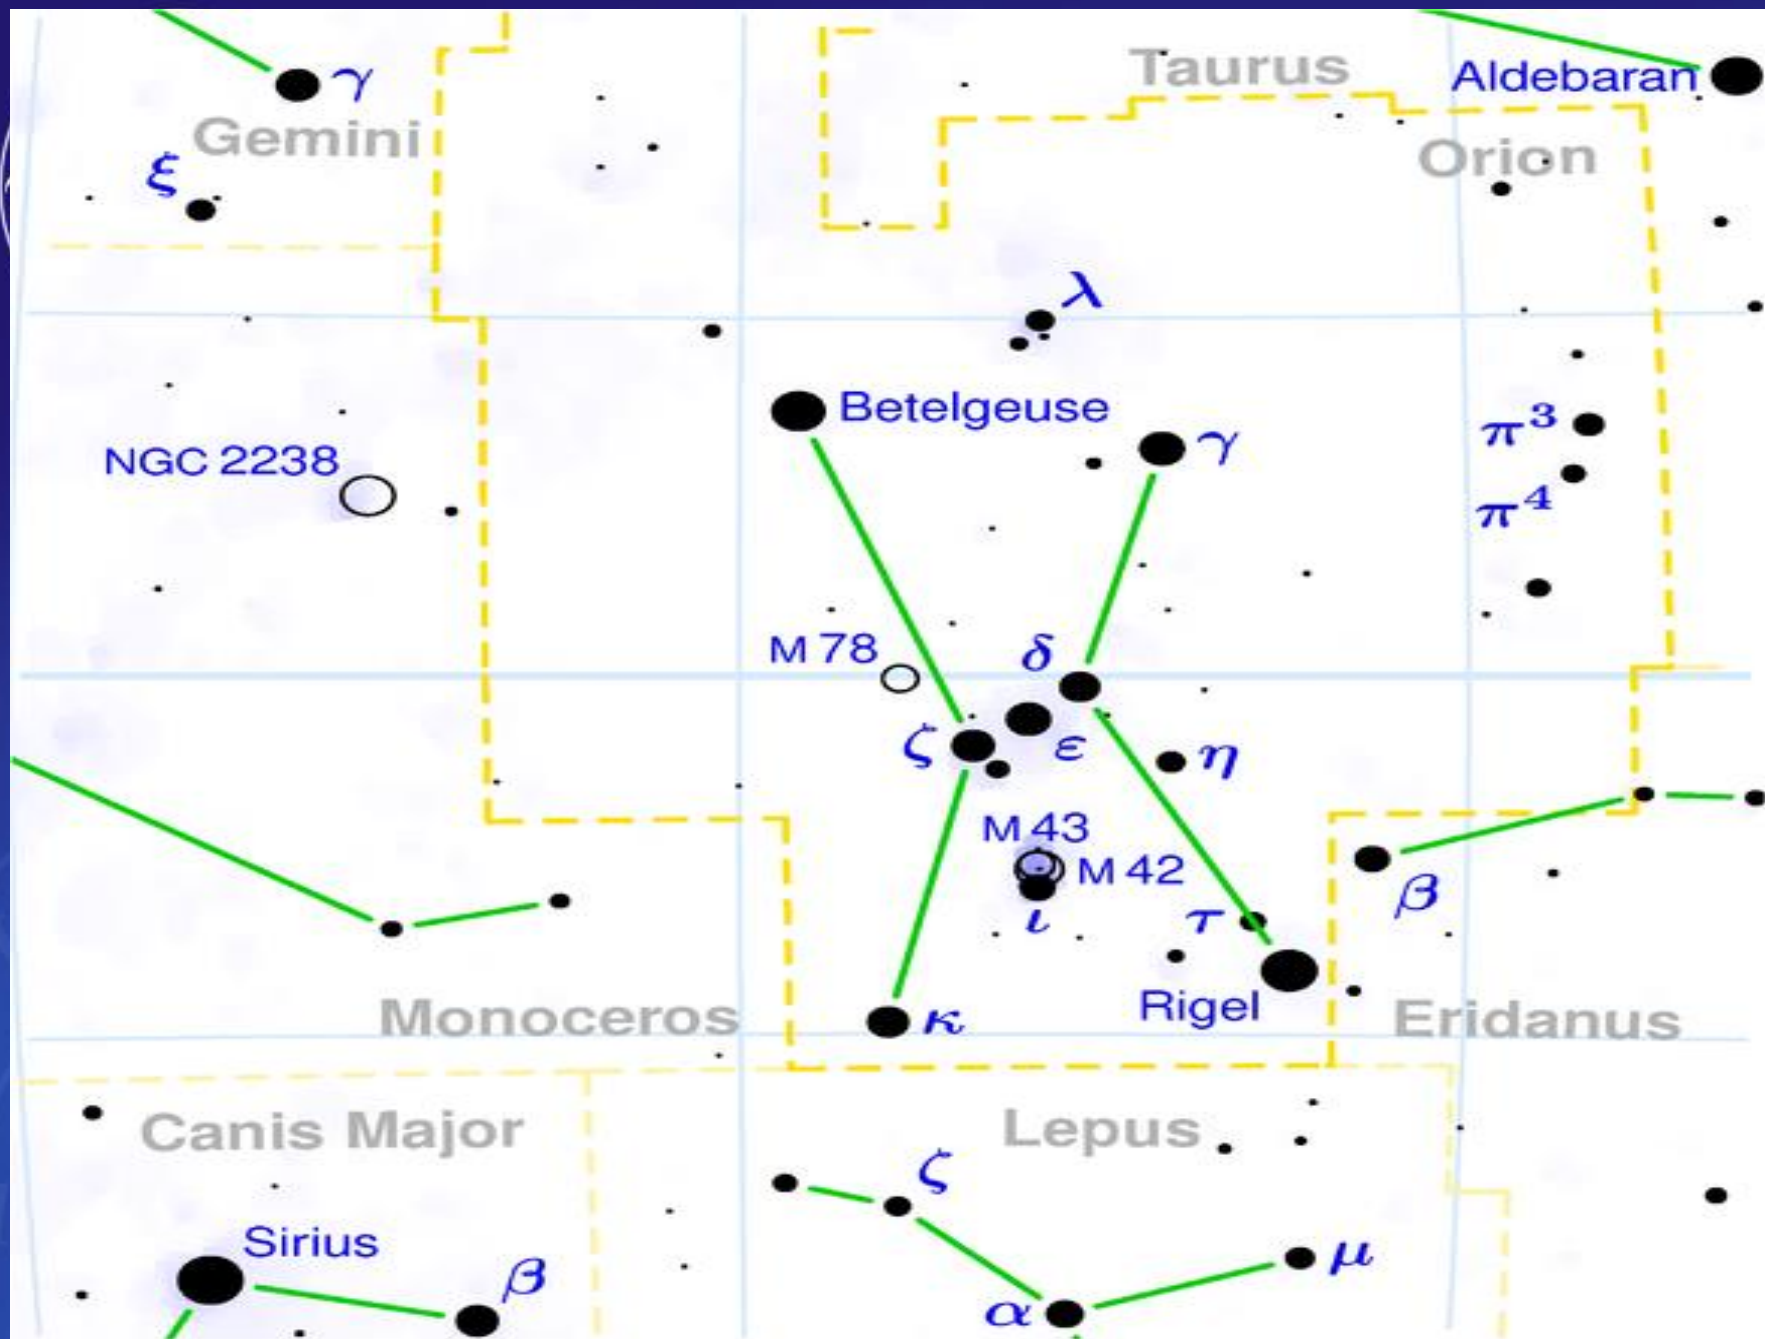 Taurus
Aldebaran
γ
Gemini
Orion
ξ
λ
Betelgeuse
γ
π³
NGC 2238
π⁴
M 78
δ
ζ
ε
η
M 43
M 42
β
ι
τ
Rigel
Monoceros
κ
Eridanus
Canis Major
Lepus
ζ
Sirius
β
μ
α